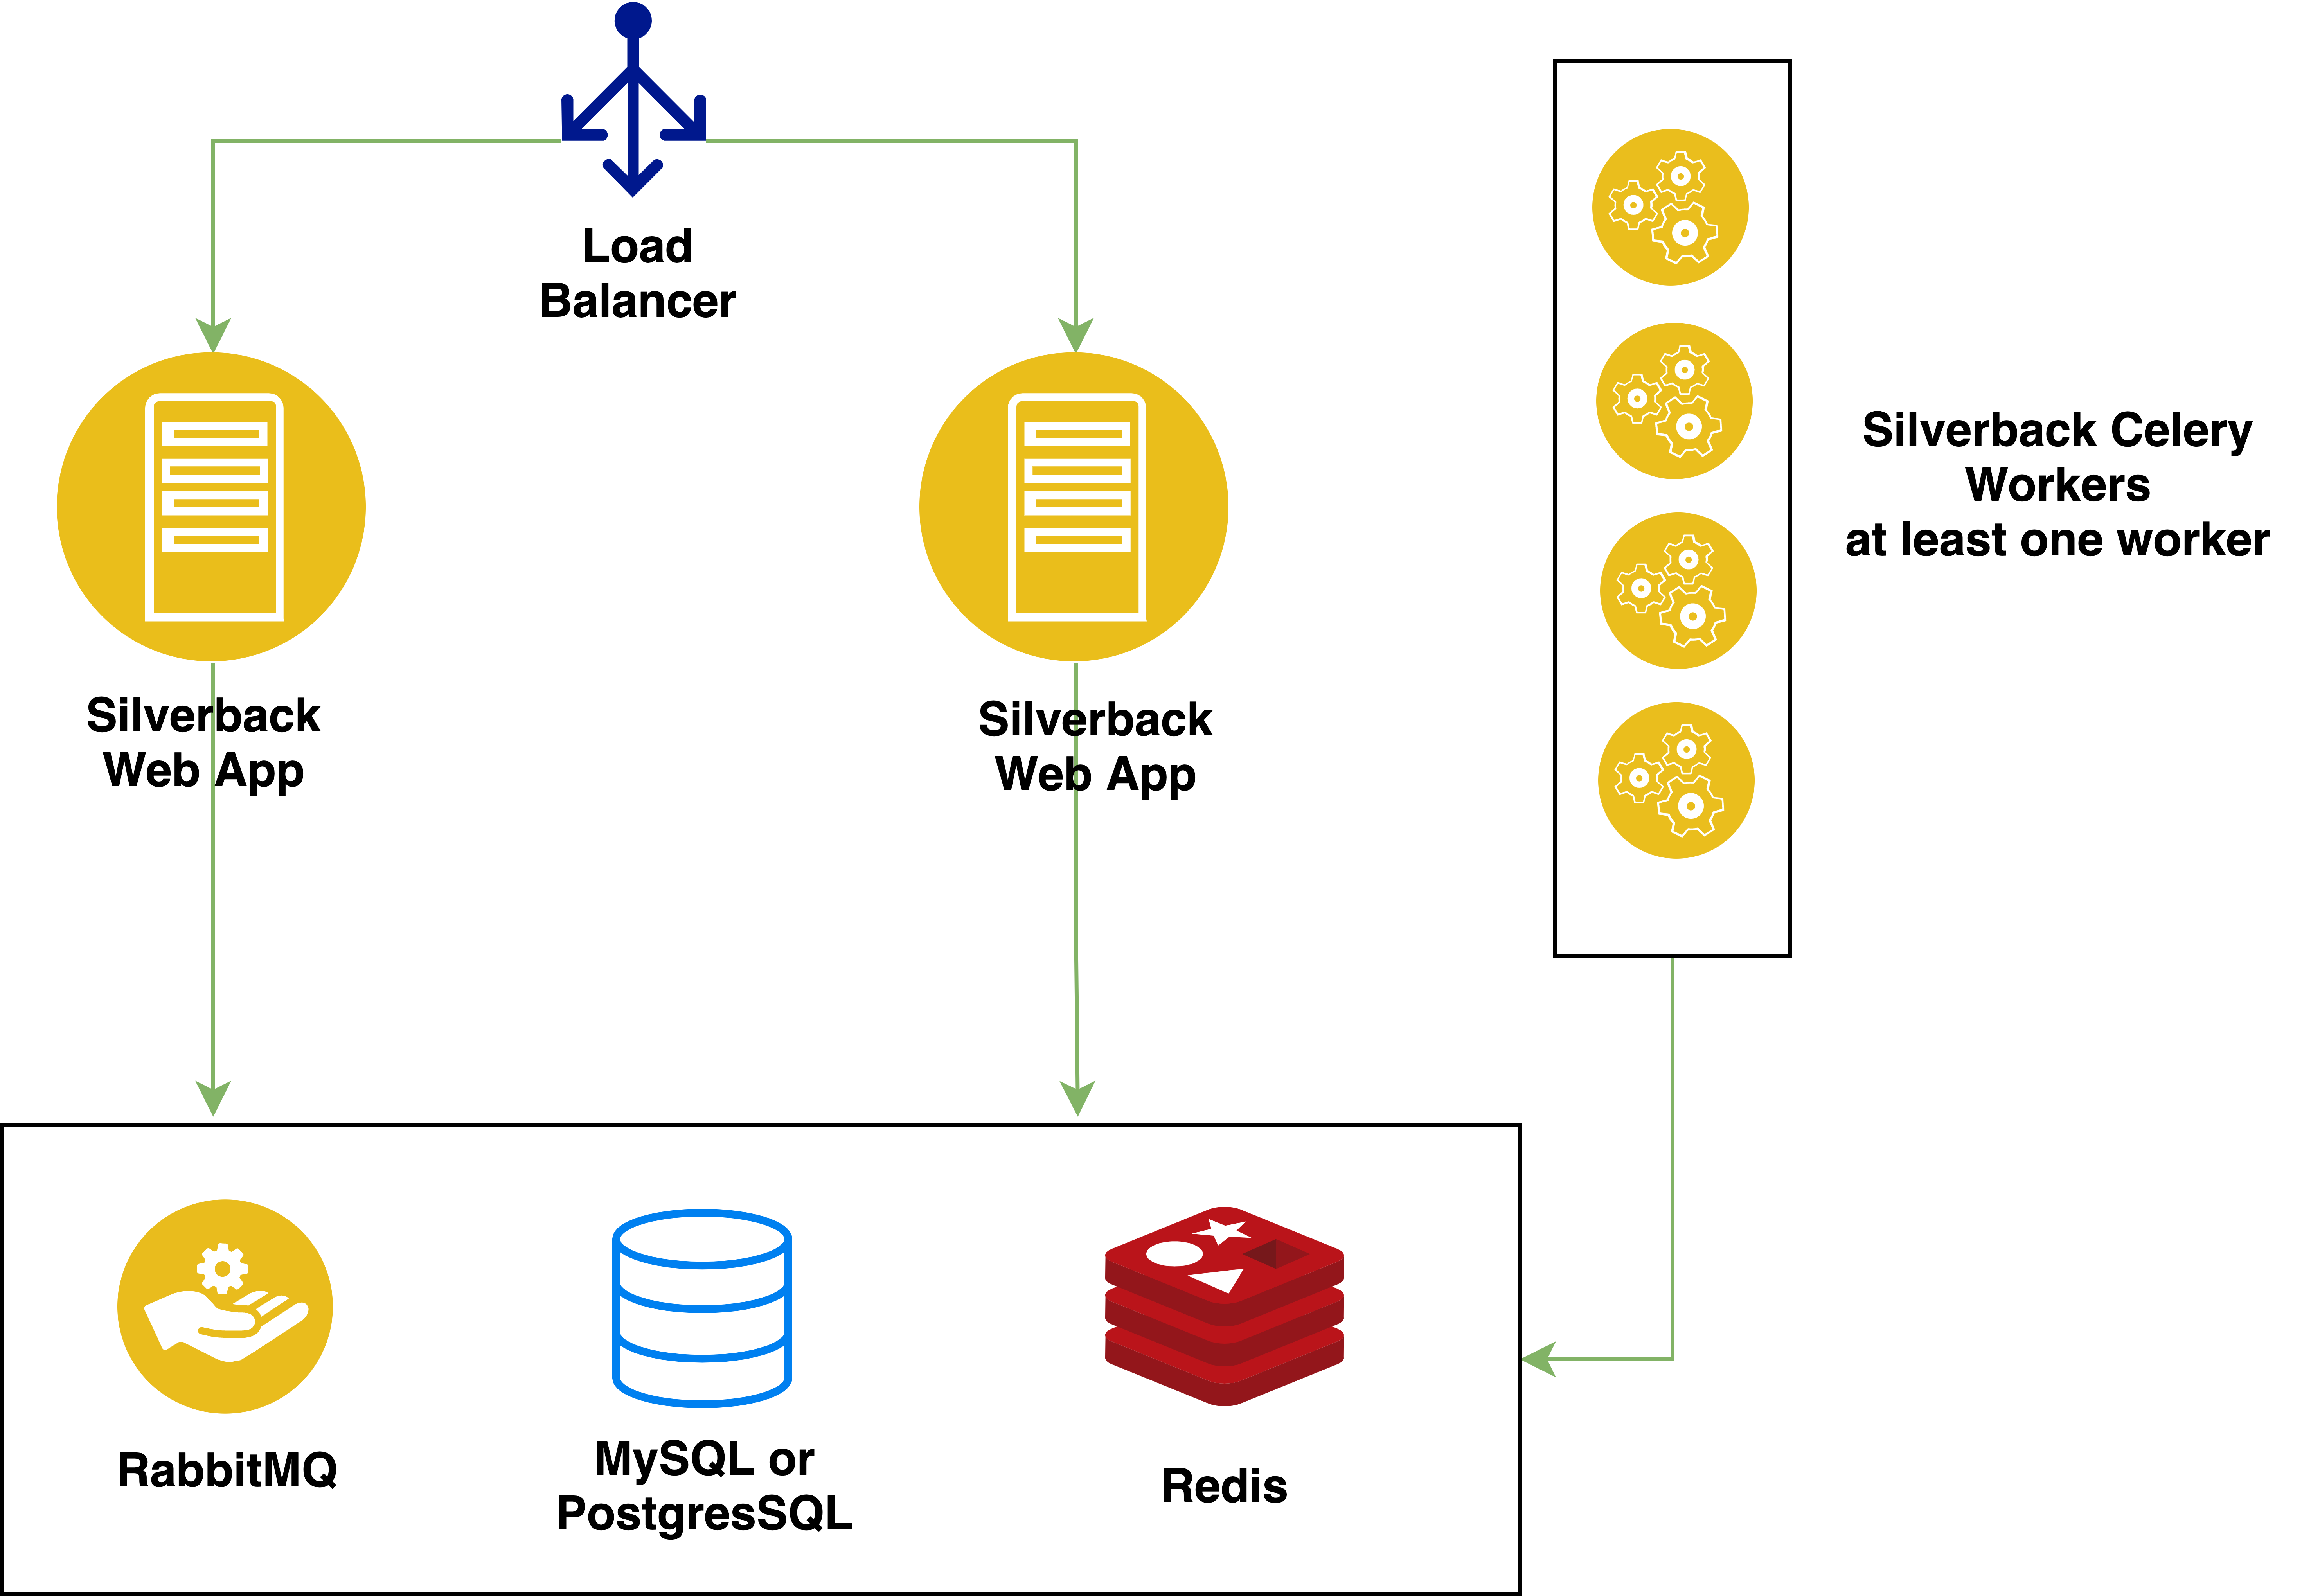 Load
Balancer
Silverback Celery
Workers
at least one worker
Silverback
Web App
Silverback
Web App
RabbitMQ
MySQL or
PostgresSQL
Redis